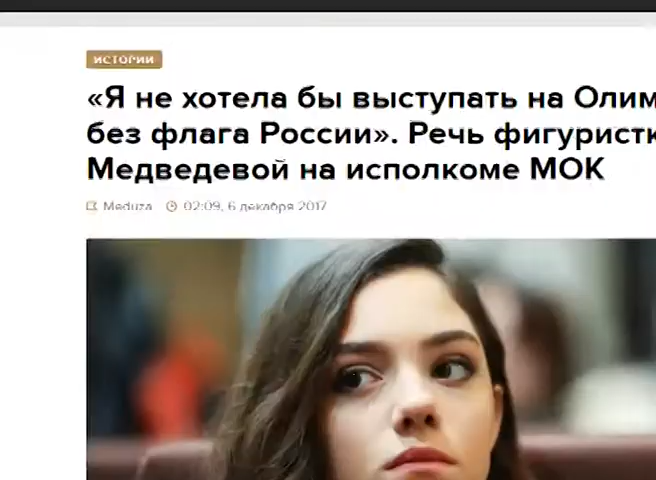 ИСТОРИИ
«Я не хотела бы выступать на Олим
без флага России». Речь фигуристк
Медведевой на исполкоме МОК
Meduza 02:09, 6 декабря 2017